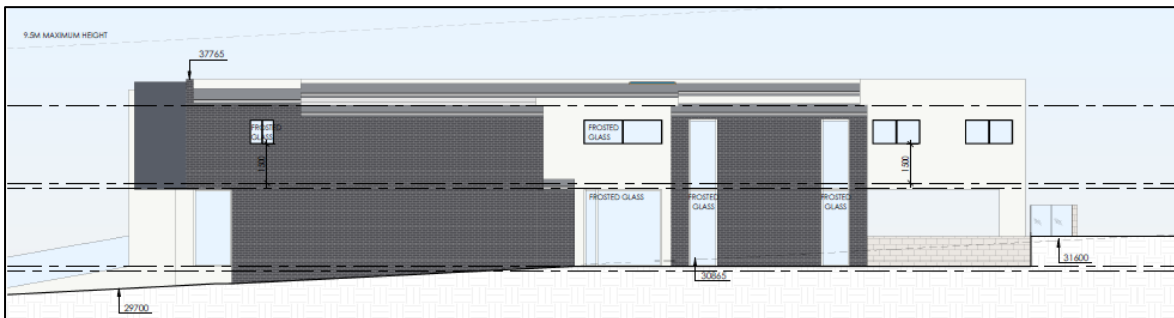 9.5M MAXIMUM HEIGHT
37765
FROSTED
GLASS
FROSTED
GLASS
1500
1500
FROSTED GLASS
FROSTED
GLASS
FROSTED
GLASS
30865
31600
29700